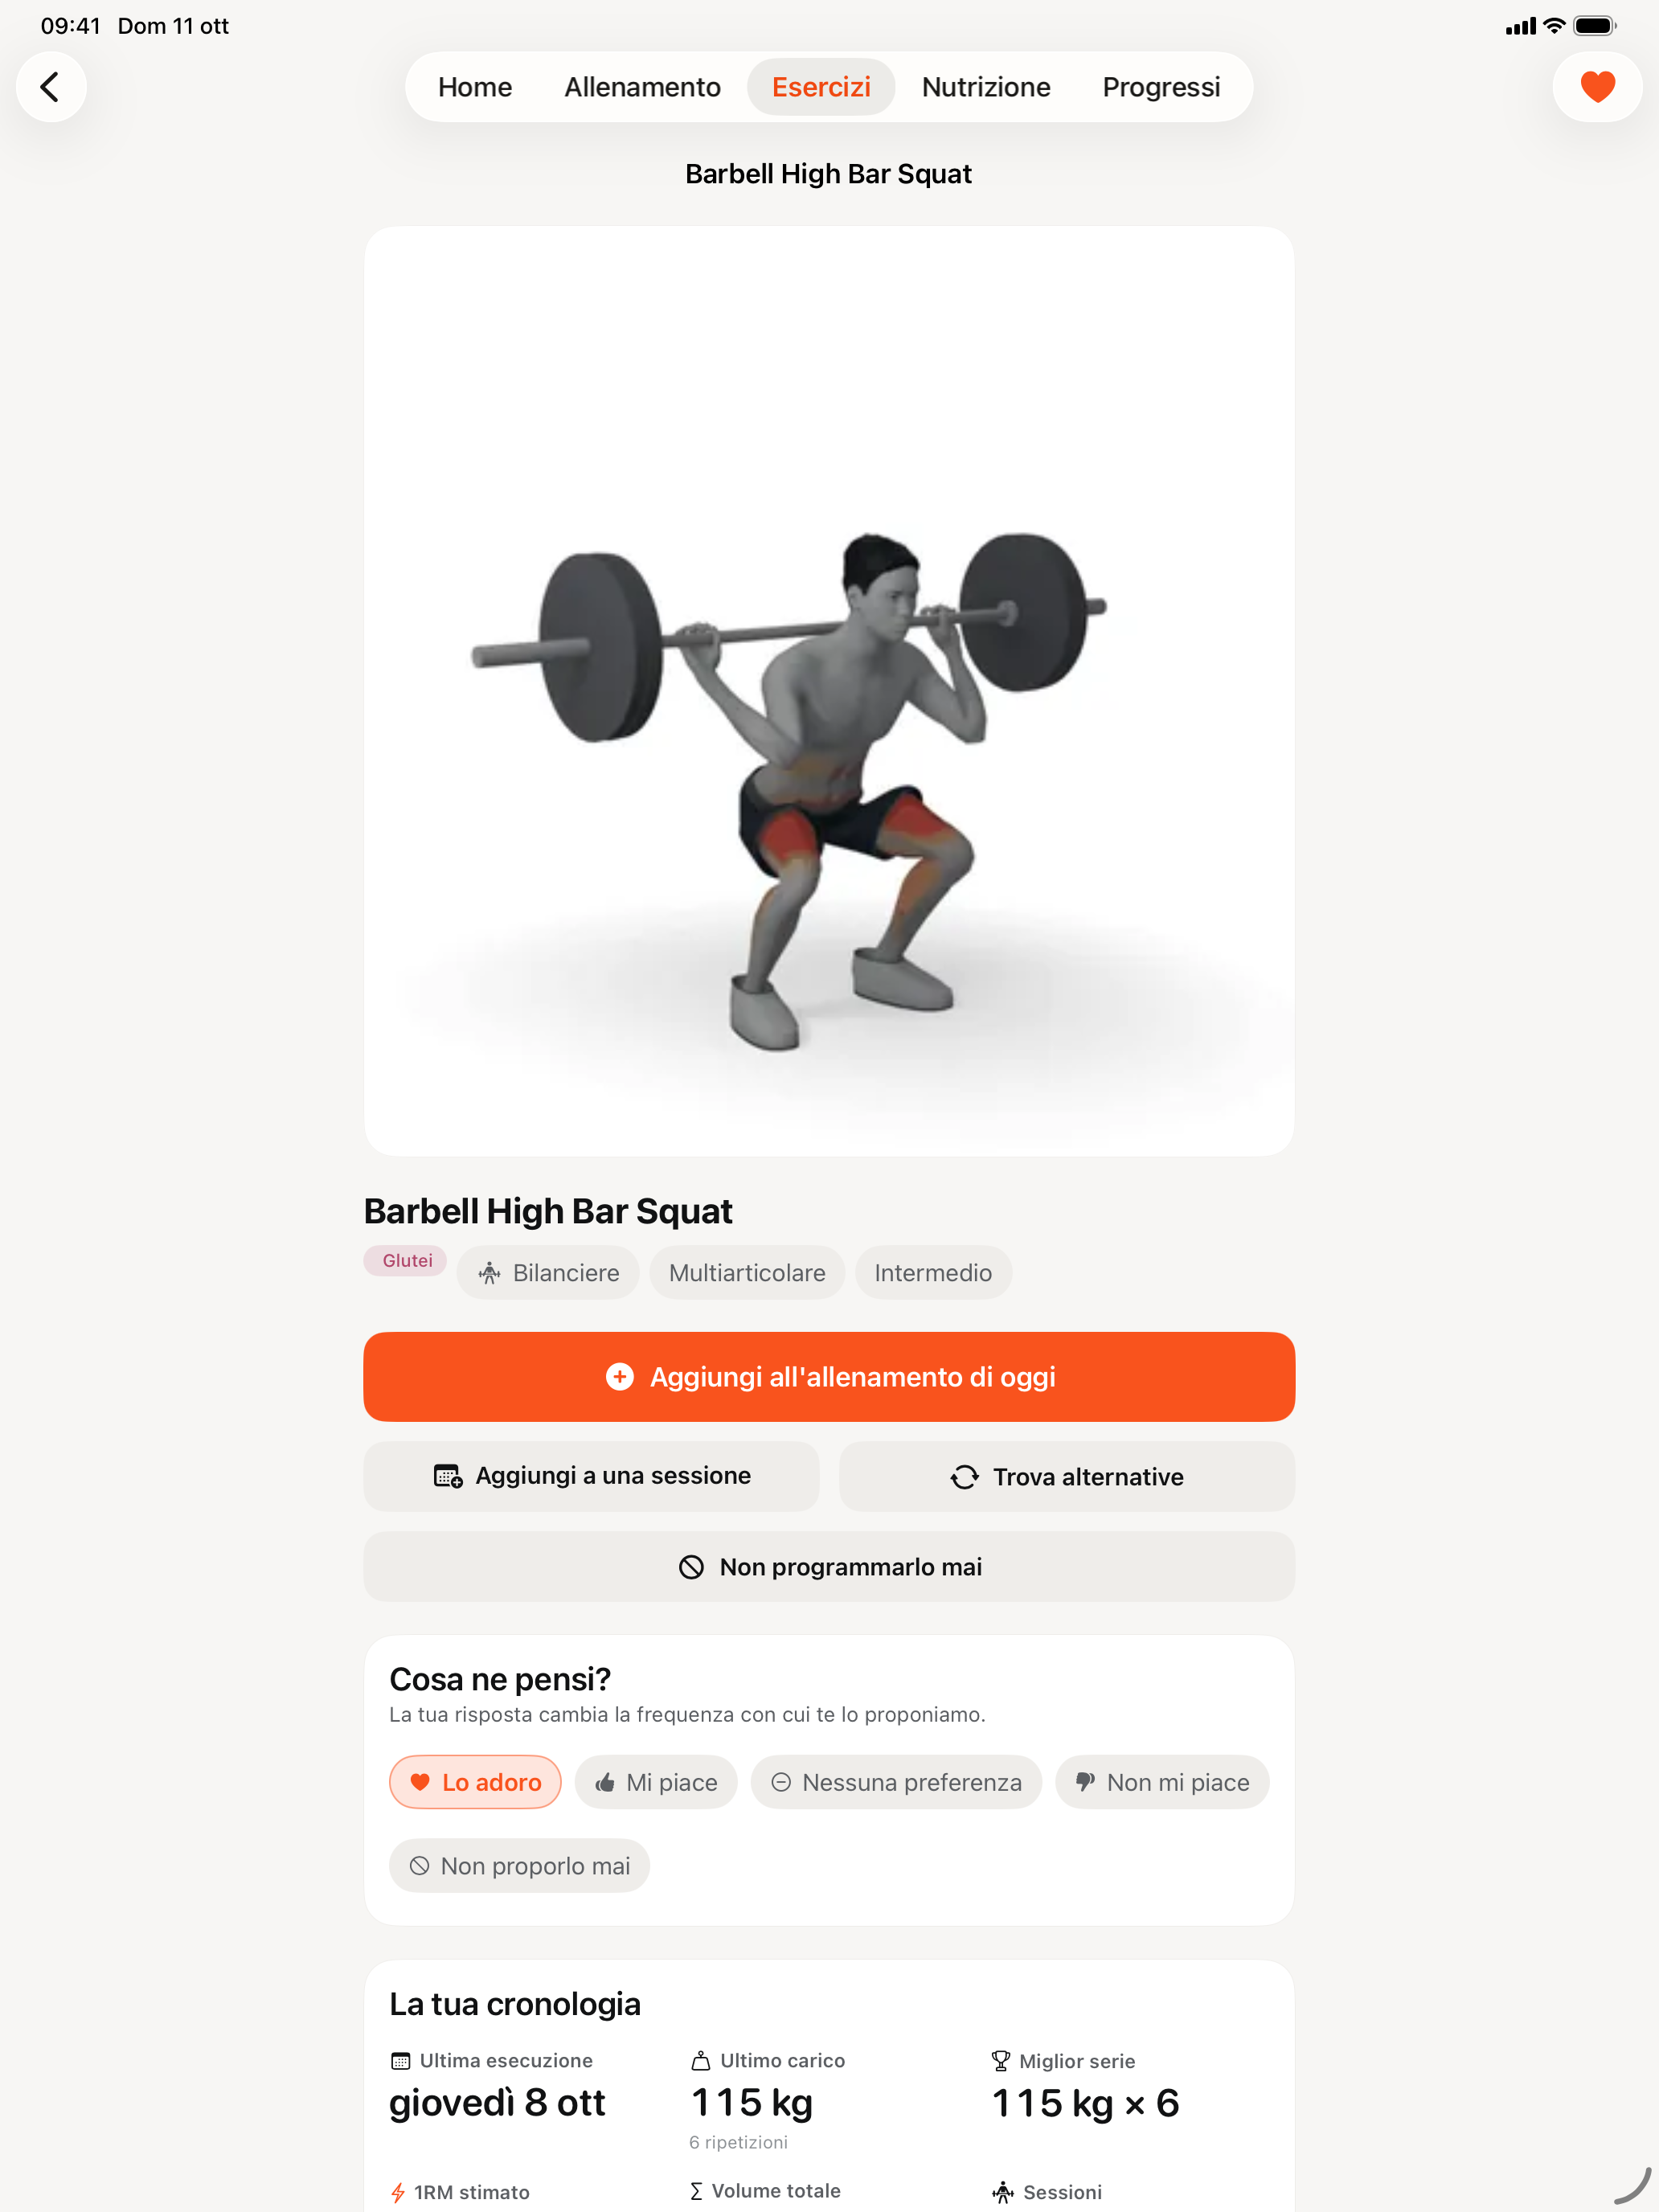 09:41 Dom 11 ott
Home Allenamento Esercizi Nutrizione Progressi
Barbell High Bar Squat
Barbell High Bar Squat
Glutei Bilanciere Multiarticolare Intermedio
Aggiungi all'allenamento di oggi
Aggiungi a una sessione Trova alternative
Non programmarlo mai
Cosa ne pensi?
La tua risposta cambia la frequenza con cui te lo proponiamo.
Lo adoro Mi piace Nessuna preferenza Non mi piace
Non proporlo mai
La tua cronologia
Ultima esecuzione Ultimo carico Miglior serie
giovedì 8 ott 115 kg 115 kg × 6
6 ripetizioni
1RM stimato Volume totale Sessioni